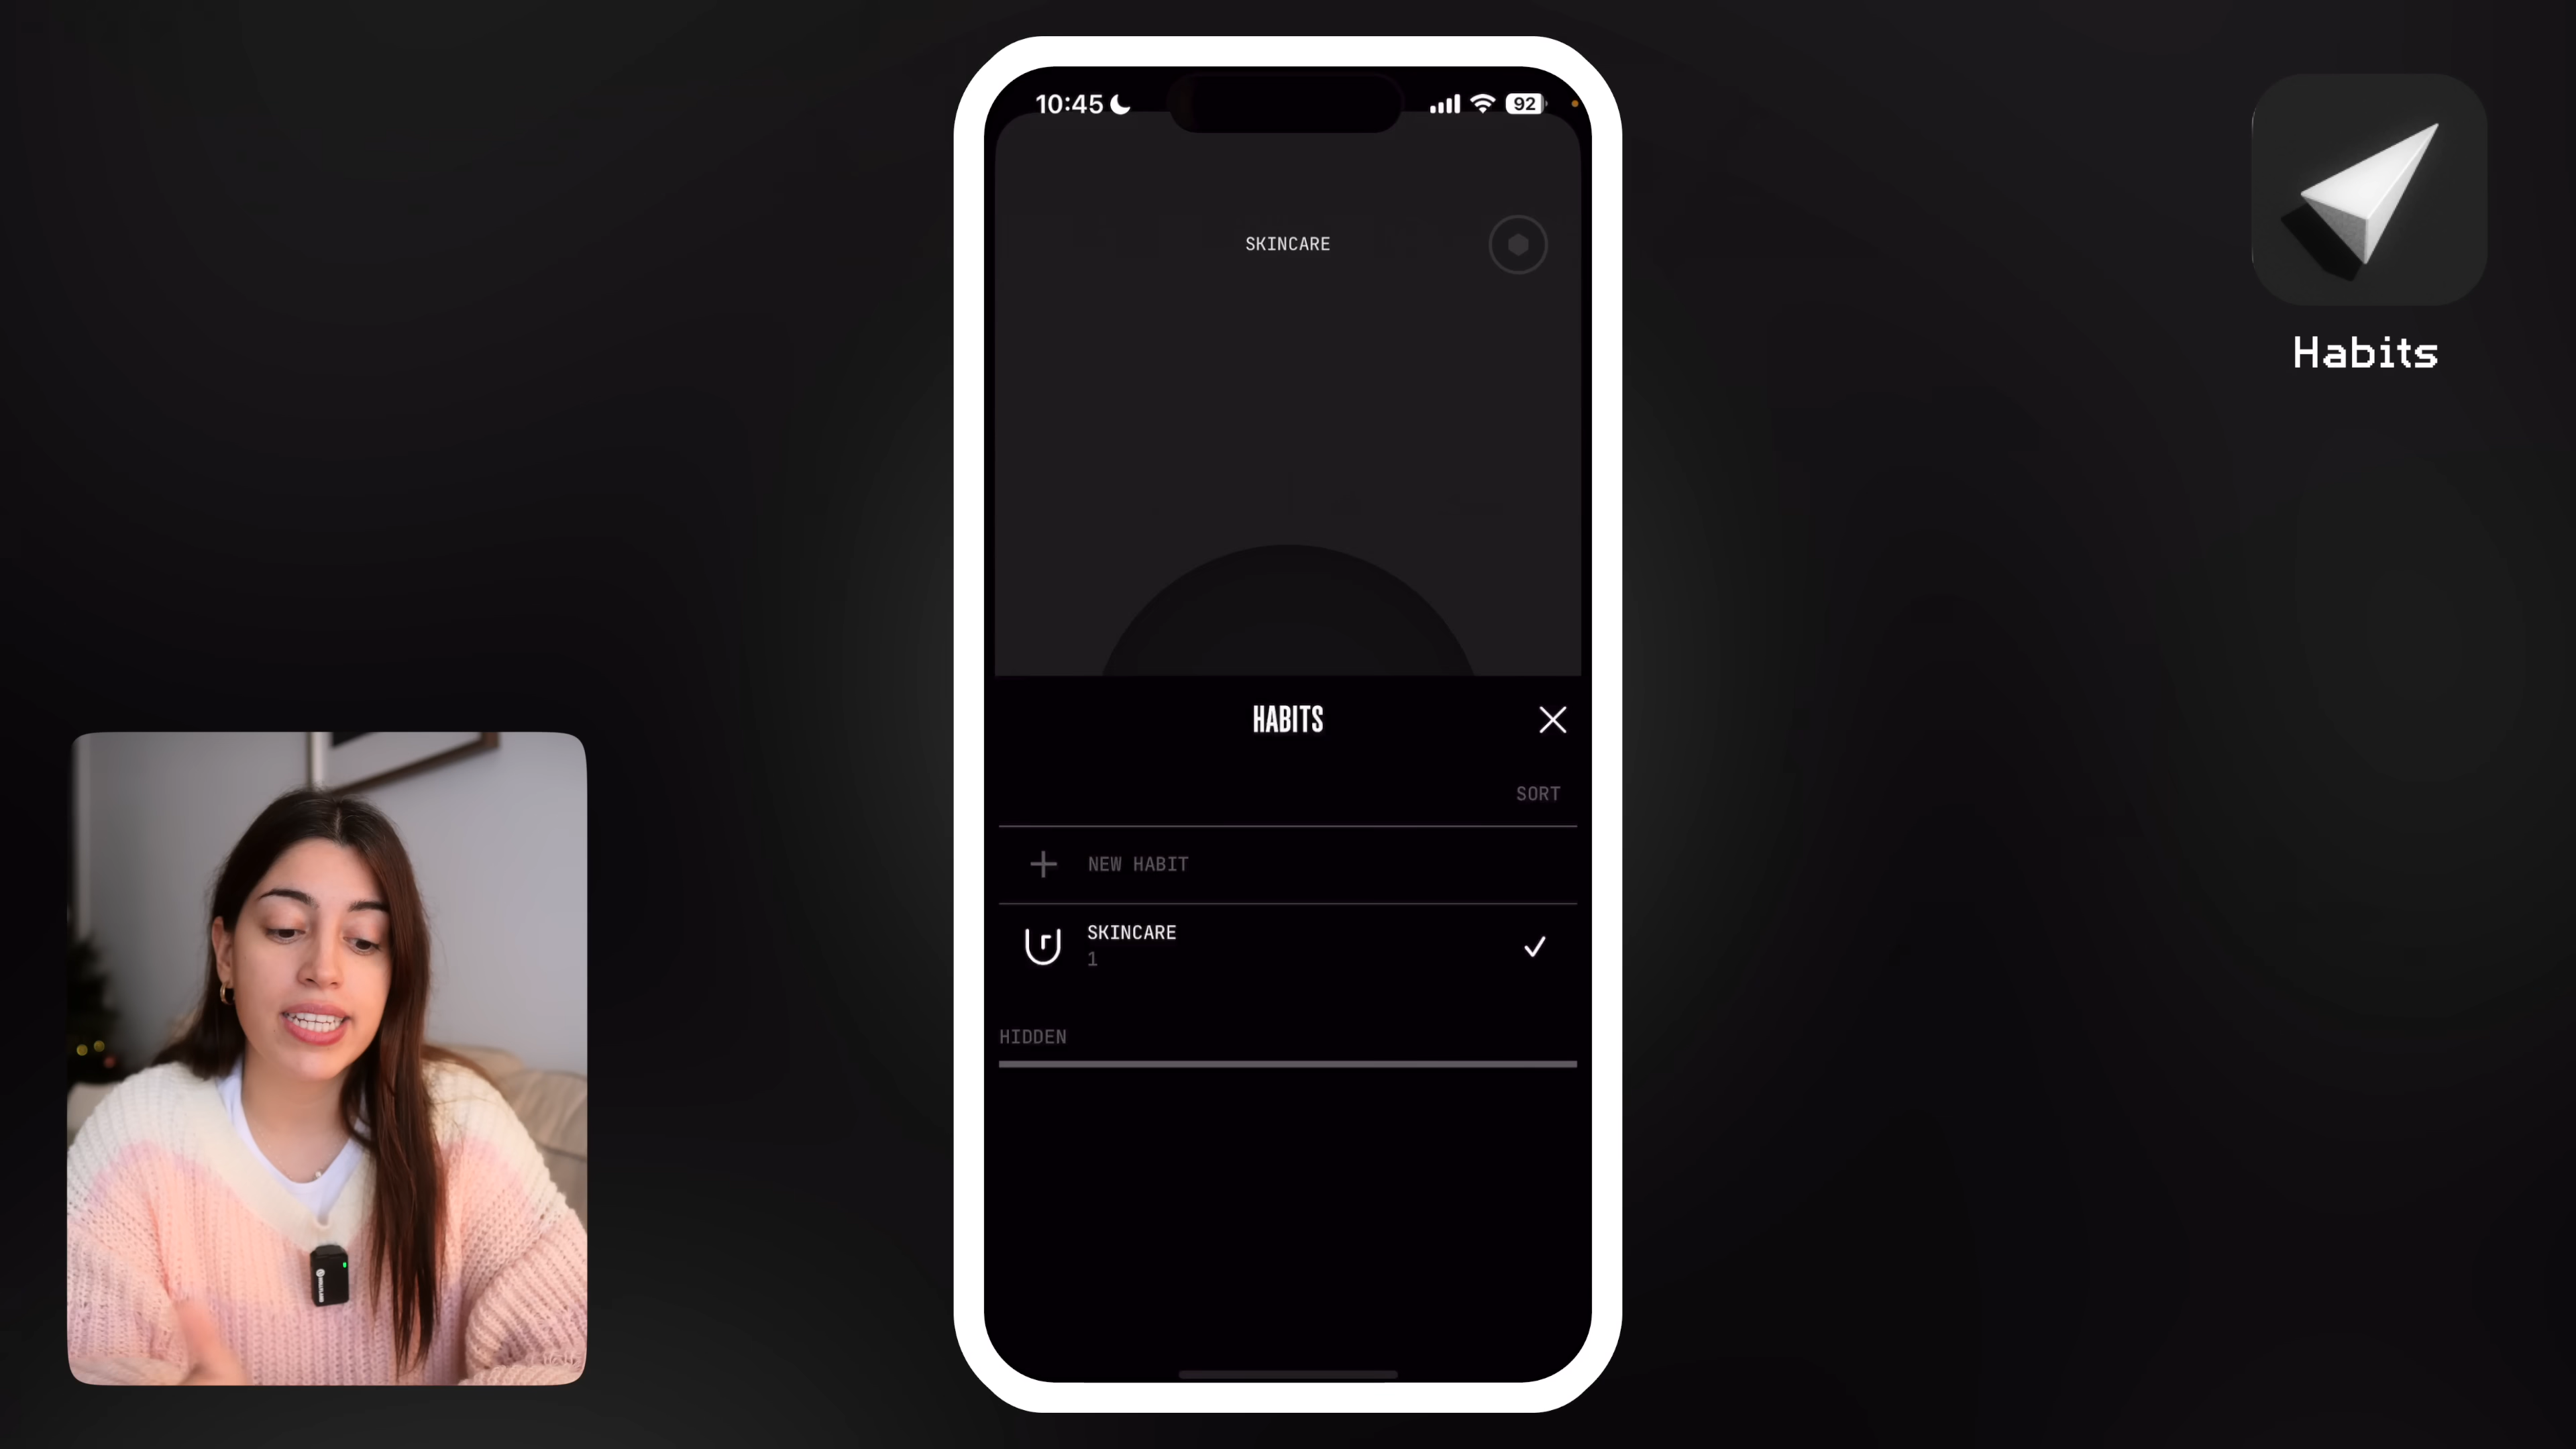 10:45
92
SKINCARE
Habits
HABITS
SORT
NEW HABIT
SKINCARE
1
HIDDEN